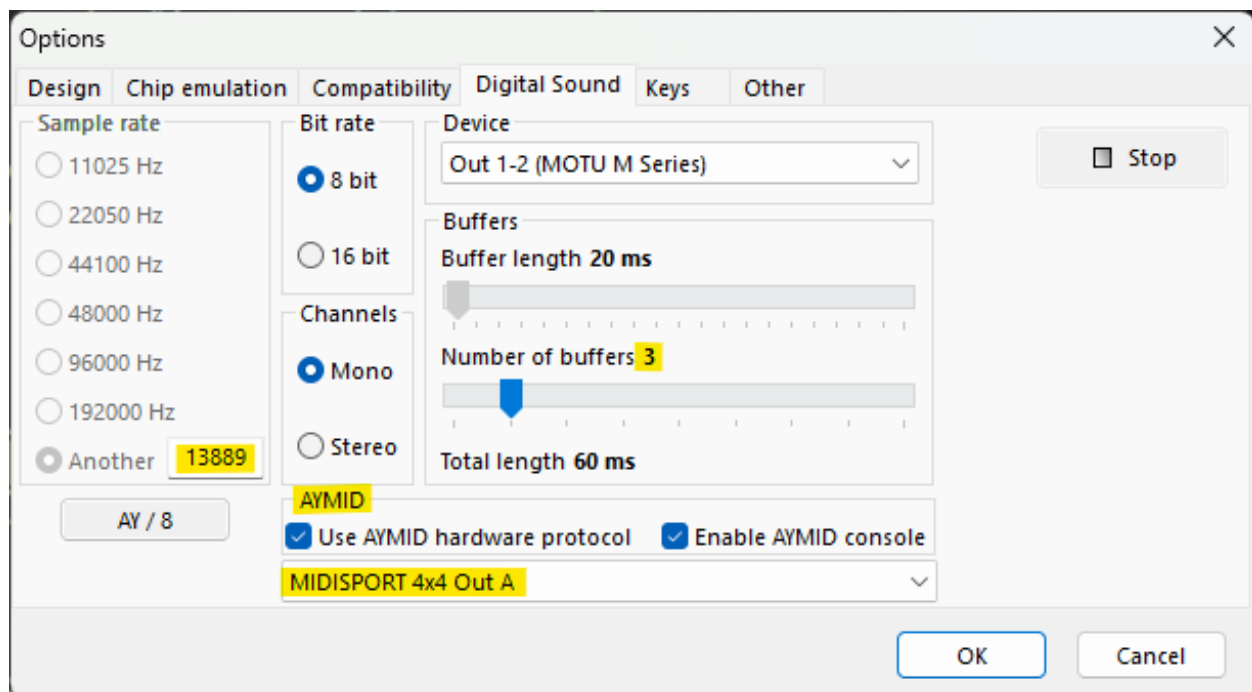 Options
Design Chip emulation Compatibility Digital Sound Keys Other
Sample rate
11025 Hz
22050 Hz
44100 Hz
48000 Hz
96000 Hz
192000 Hz
Another 13889
AY / 8
Bit rate
8 bit
16 bit
Channels
Mono
Stereo
Device
Out 1-2 (MOTU M Series)
Buffers
Buffer length 20 ms
Number of buffers 3
Total length 60 ms
Stop
AYMID
Use AYMID hardware protocol Enable AYMID console
MIDISPORT 4x4 Out A
OK Cancel